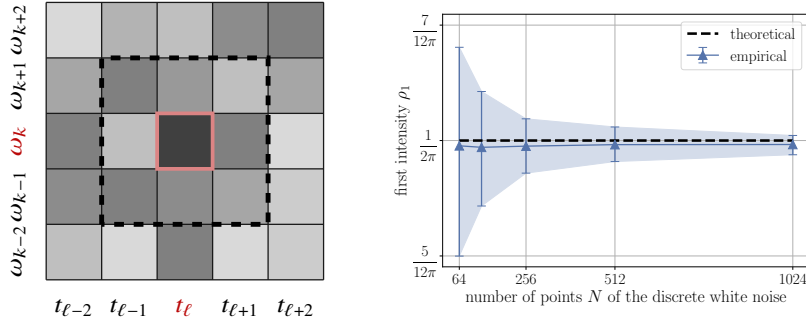 ω_{k+2}
ω_{k+1}
ω_k
ω_{k−1}
ω_{k−2}
t_{ℓ−2} t_{ℓ−1} t_ℓ t_{ℓ+1} t_{ℓ+2}
first intensity ρ_1
7/12π
1/2π
5/12π
theoretical
empirical
64 256 512 1024
number of points N of the discrete white noise